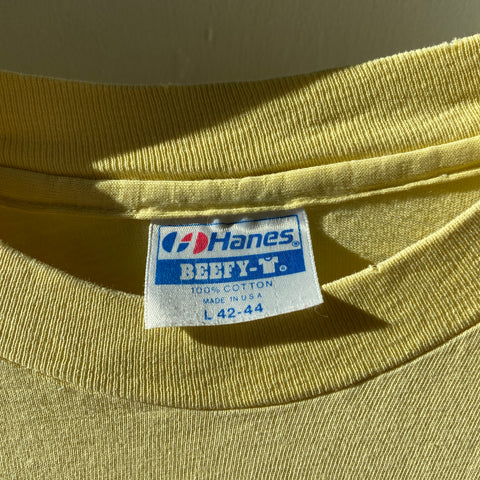 Hanes®
BEEFY-T®
100% COTTON
MADE IN U.S.A
L 42-44